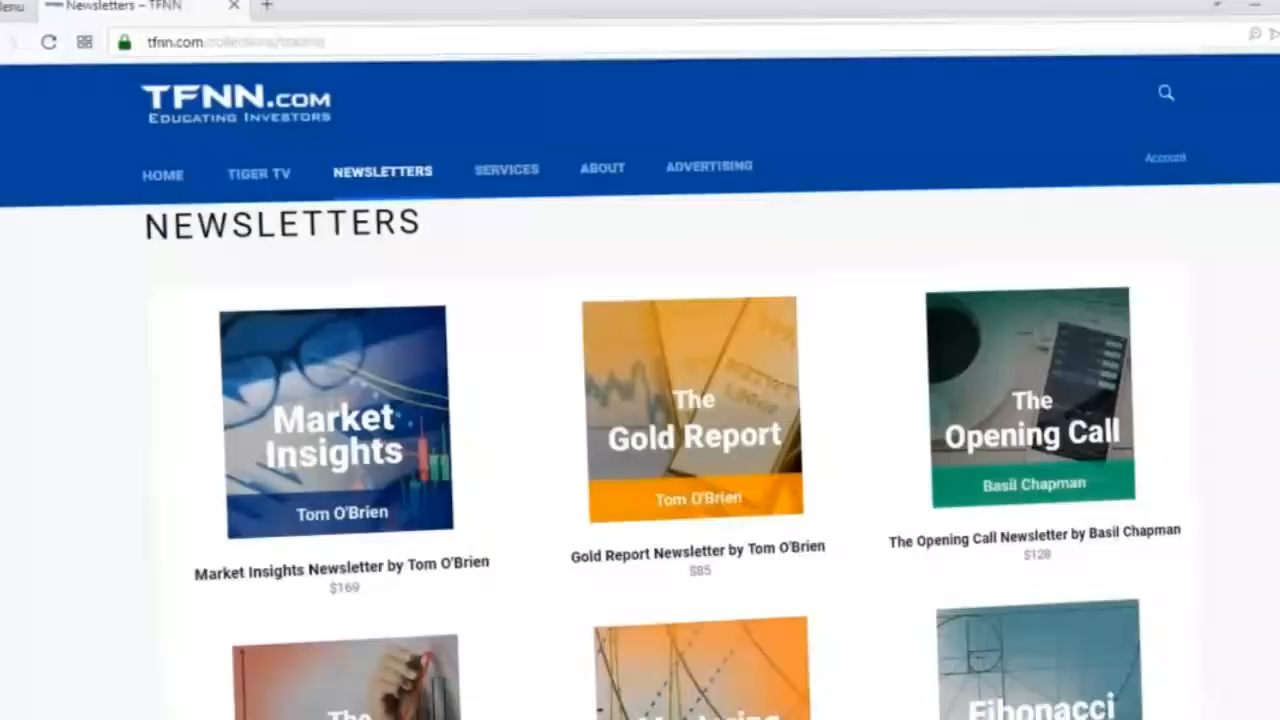 Menu
Newsletters – TFNN
tfnn.com
TFNN.COM
EDUCATING INVESTORS
HOME
TIGER TV
NEWSLETTERS
SERVICES
ABOUT
ADVERTISING
Account
NEWSLETTERS
Market
Insights
Tom O'Brien
Market Insights Newsletter by Tom O'Brien
$169
The
Gold Report
Tom O'Brien
Gold Report Newsletter by Tom O'Brien
$85
The
Opening Call
Basil Chapman
The Opening Call Newsletter by Basil Chapman
$128
The
Fibonacci